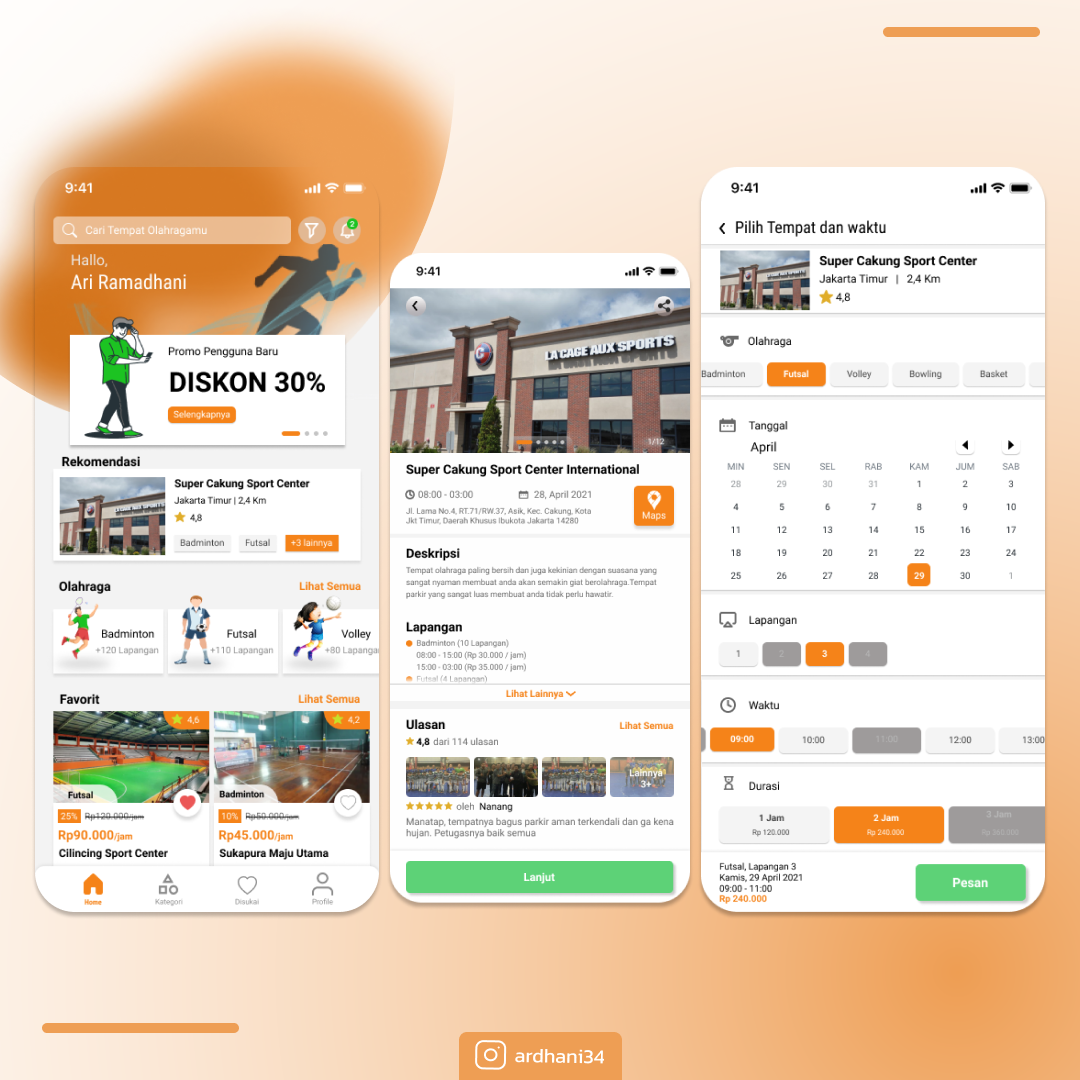 9:41
Cari Tempat Olahragamu
2
Hallo,
Ari Ramadhani
Promo Pengguna Baru
DISKON 30%
Selengkapnya
Rekomendasi
Super Cakung Sport Center
Jakarta Timur | 2,4 Km
4,8
Badminton Futsal +3 lainnya
Olahraga Lihat Semua
Badminton
+120 Lapangan
Futsal
+110 Lapangan
Volley
+80 Lapangan
Favorit Lihat Semua
4,6
Futsal
25% Rp120.000/jam
Rp90.000/jam
Cilincing Sport Center
4,2
Badminton
10% Rp50.000/jam
Rp45.000/jam
Sukapura Maju Utama
Home Kategori Disukai Profile
9:41
LA CAGE AUX SPORTS
1/12
Super Cakung Sport Center International
08:00 - 03:00 28, April 2021
Jl. Lama No.4, RT.71/RW.37, Asik, Kec. Cakung, Kota
Jkt Timur, Daerah Khusus Ibukota Jakarta 14280
Maps
Deskripsi
Tempat olahraga paling bersih dan juga kekinian dengan suasana yang
sangat nyaman membuat anda akan semakin giat berolahraga.Tempat
parkir yang sangat luas membuat anda tidak perlu hawatir.
Lapangan
Badminton (10 Lapangan)
08:00 - 15:00 (Rp 30.000 / jam)
15:00 - 03:00 (Rp 35.000 / jam)
Futsal (4 Lapangan)
Lihat Lainnya
Ulasan Lihat Semua
4,8 dari 114 ulasan
Lainnya
3+
oleh Nanang
Manatap, tempatnya bagus parkir aman terkendali dan ga kena
hujan. Petugasnya baik semua
Lanjut
9:41
Pilih Tempat dan waktu
Super Cakung Sport Center
Jakarta Timur | 2,4 Km
4,8
Olahraga
Badminton Futsal Volley Bowling Basket
Tanggal
April
MIN SEN SEL RAB KAM JUM SAB
28 29 30 31 1 2 3
4 5 6 7 8 9 10
11 12 13 14 15 16 17
18 19 20 21 22 23 24
25 26 27 28 29 30 1
Lapangan
1 2 3 4
Waktu
09:00 10:00 11:00 12:00 13:00
Durasi
1 Jam 2 Jam 3 Jam
Rp 120.000 Rp 240.000 Rp 360.000
Futsal, Lapangan 3
Kamis, 29 April 2021
09:00 - 11:00
Rp 240.000
Pesan
ardhani34